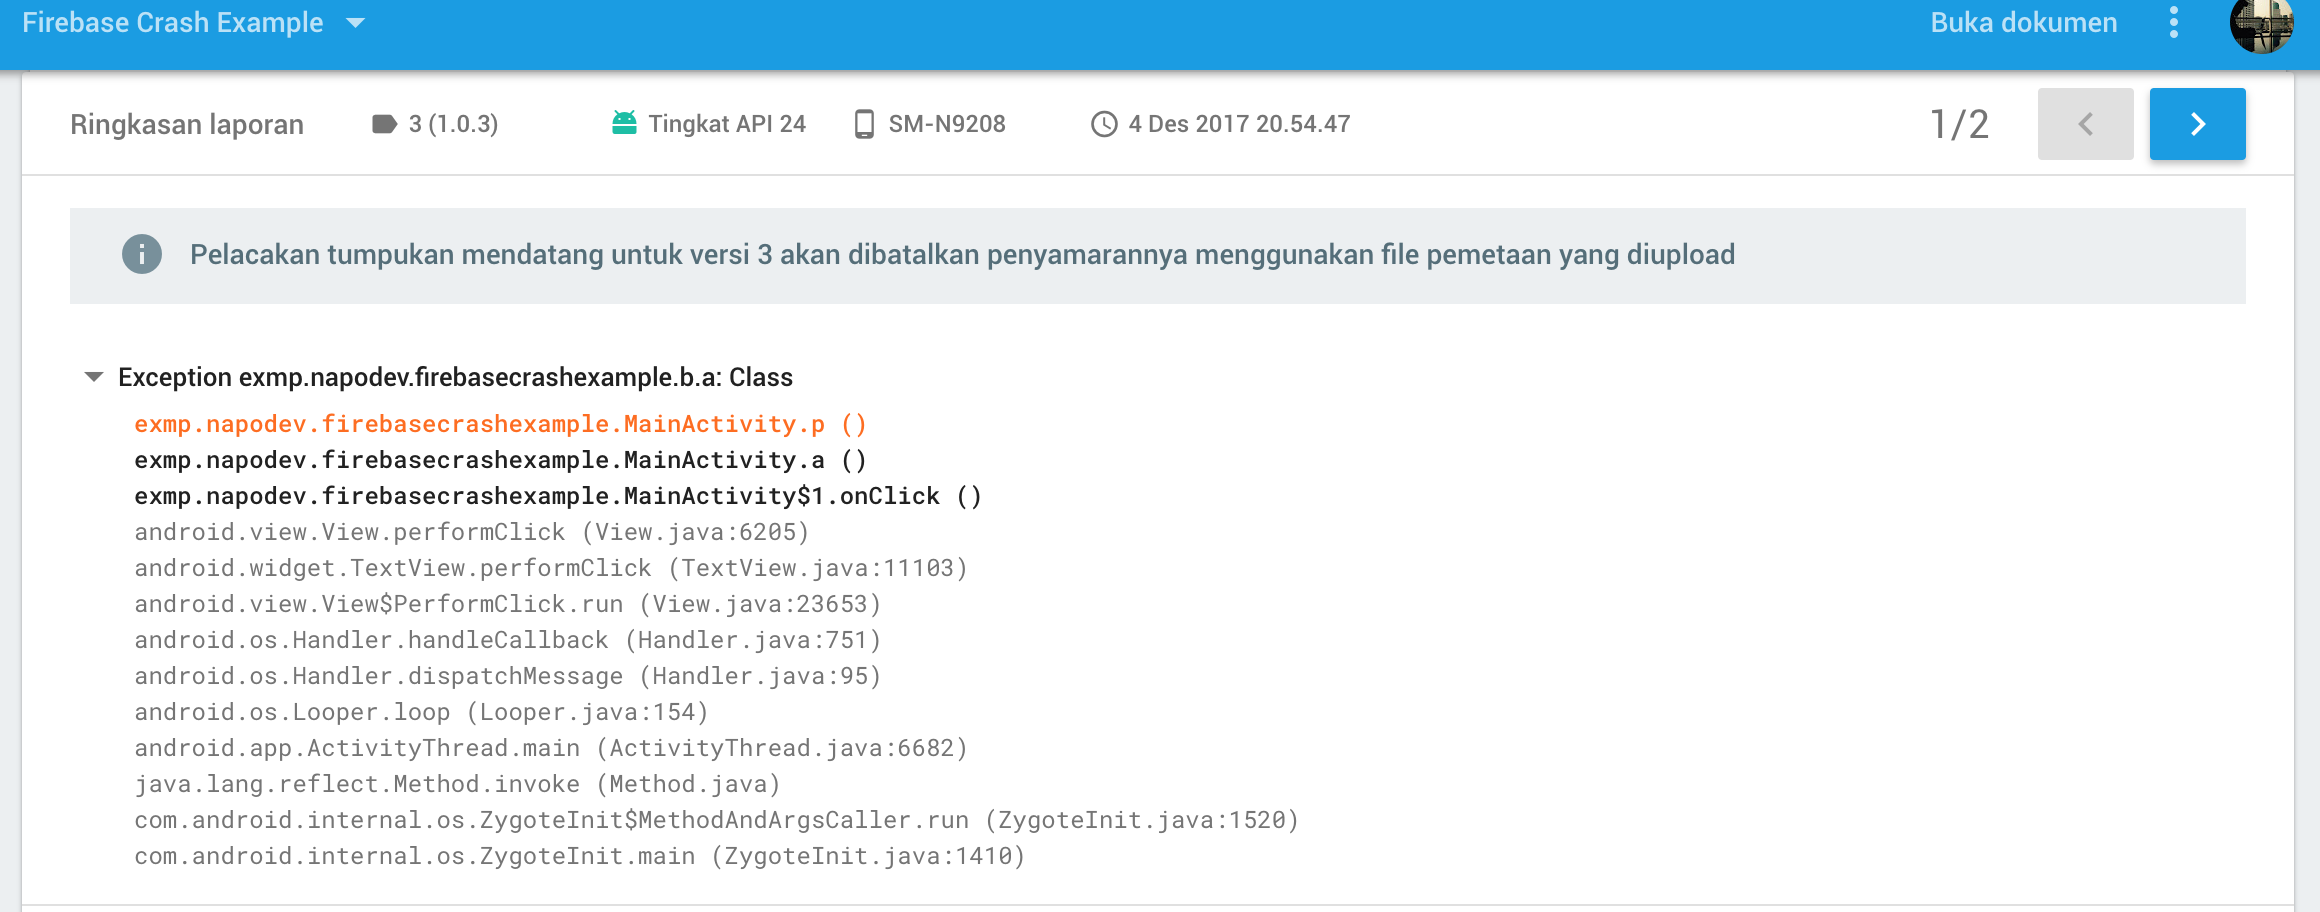 Firebase Crash Example
Buka dokumen
Ringkasan laporan 3 (1.0.3) Tingkat API 24 SM-N9208 4 Des 2017 20.54.47 1/2
Pelacakan tumpukan mendatang untuk versi 3 akan dibatalkan penyamarannya menggunakan file pemetaan yang diupload
Exception exmp.napodev.firebasecrashexample.b.a: Class
exmp.napodev.firebasecrashexample.MainActivity.p ()
exmp.napodev.firebasecrashexample.MainActivity.a ()
exmp.napodev.firebasecrashexample.MainActivity$1.onClick ()
android.view.View.performClick (View.java:6205)
android.widget.TextView.performClick (TextView.java:11103)
android.view.View$PerformClick.run (View.java:23653)
android.os.Handler.handleCallback (Handler.java:751)
android.os.Handler.dispatchMessage (Handler.java:95)
android.os.Looper.loop (Looper.java:154)
android.app.ActivityThread.main (ActivityThread.java:6682)
java.lang.reflect.Method.invoke (Method.java)
com.android.internal.os.ZygoteInit$MethodAndArgsCaller.run (ZygoteInit.java:1520)
com.android.internal.os.ZygoteInit.main (ZygoteInit.java:1410)